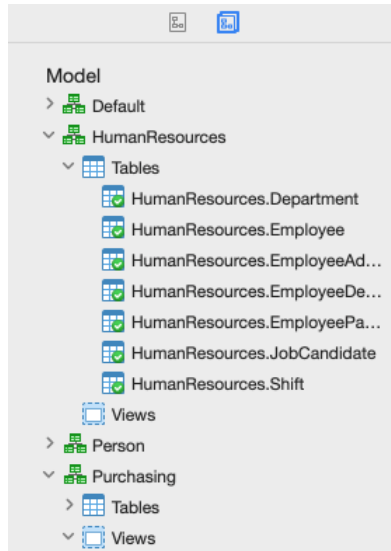 Model
Default
HumanResources
Tables
HumanResources.Department
HumanResources.Employee
HumanResources.EmployeeAd...
HumanResources.EmployeeDe...
HumanResources.EmployeePa...
HumanResources.JobCandidate
HumanResources.Shift
Views
Person
Purchasing
Tables
Views